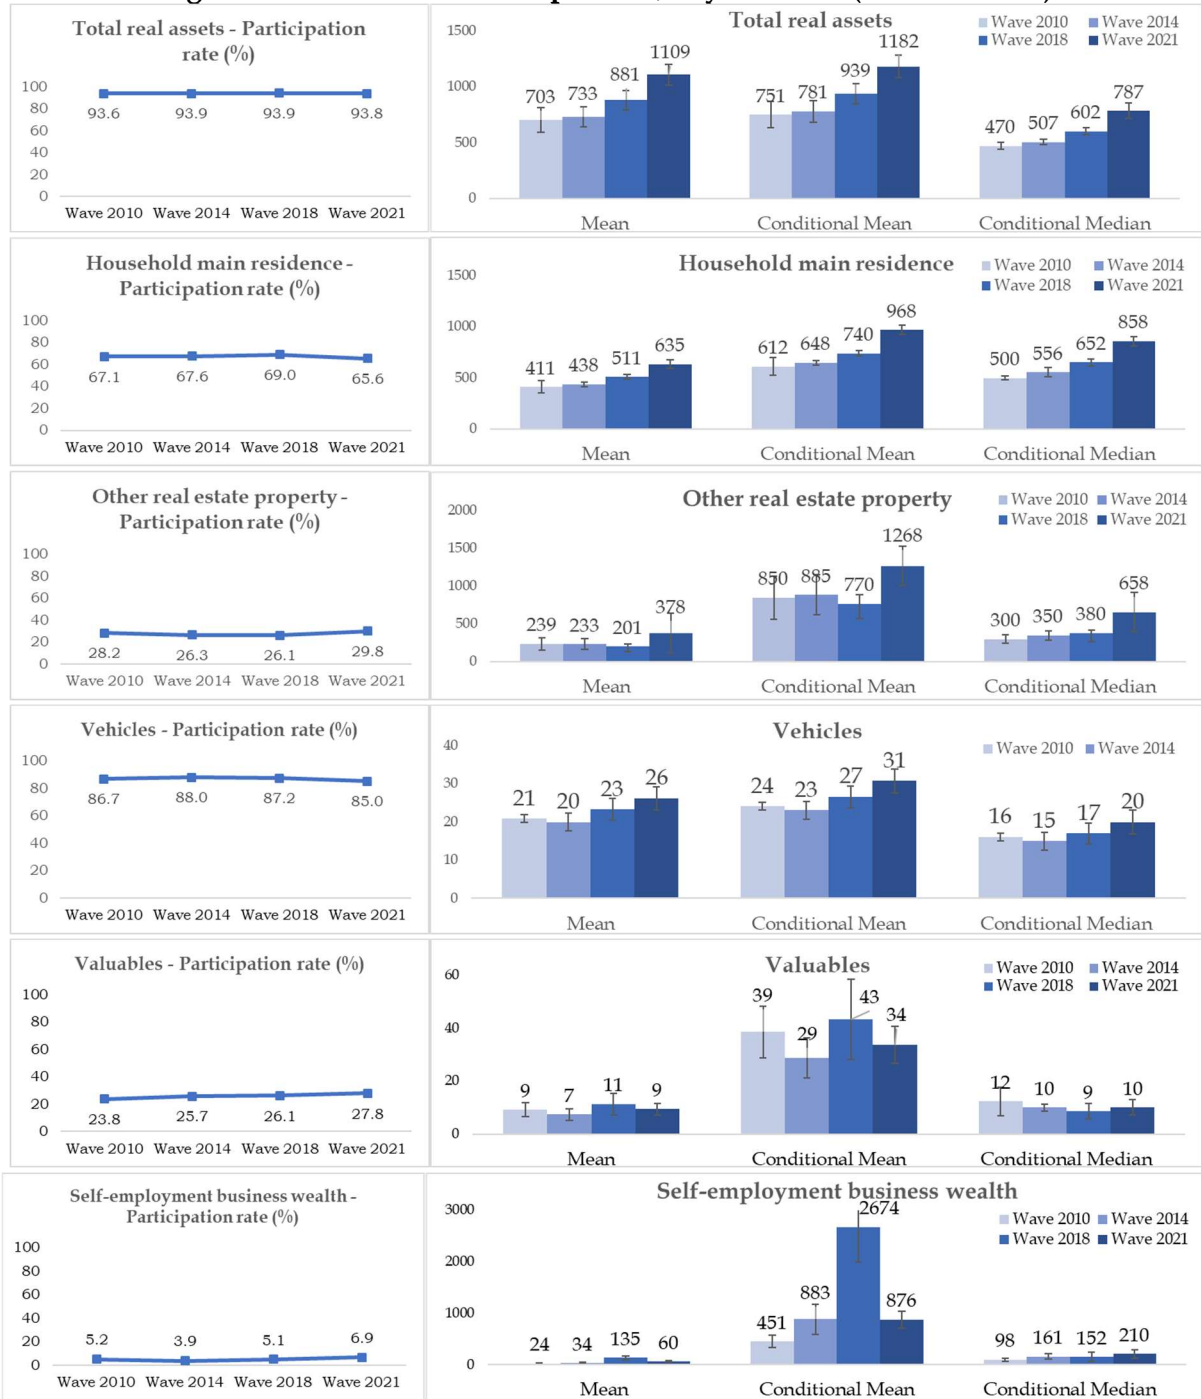 Total real assets - Participation
rate (%)
100
80
60
40
20
0
93.6 93.9 93.9 93.8
Wave 2010 Wave 2014 Wave 2018 Wave 2021
Total real assets
Wave 2010 Wave 2014
Wave 2018 Wave 2021
1500
1000
500
0
703 733 881 1109
751 781 939 1182
470 507 602 787
Mean Conditional Mean Conditional Median
Household main residence -
Participation rate (%)
100
80
60
40
20
0
67.1 67.6 69.0 65.6
Wave 2010 Wave 2014 Wave 2018 Wave 2021
Household main residence
Wave 2010 Wave 2014
Wave 2018 Wave 2021
1500
1000
500
0
411 438 511 635
612 648 740 968
500 556 652 858
Mean Conditional Mean Conditional Median
Other real estate property -
Participation rate (%)
100
80
60
40
20
0
28.2 26.3 26.1 29.8
Wave 2010 Wave 2014 Wave 2018 Wave 2021
Other real estate property
Wave 2010 Wave 2014
Wave 2018 Wave 2021
2000
1500
1000
500
0
239 233 201 378
850 885 770 1268
300 350 380 658
Mean Conditional Mean Conditional Median
Vehicles - Participation rate (%)
100
80
60
40
20
0
86.7 88.0 87.2 85.0
Wave 2010 Wave 2014 Wave 2018 Wave 2021
Vehicles
Wave 2010 Wave 2014
40
30
20
10
0
21 20 23 26
24 23 27 31
16 15 17 20
Mean Conditional Mean Conditional Median
Valuables - Participation rate (%)
100
80
60
40
20
0
23.8 25.7 26.1 27.8
Wave 2010 Wave 2014 Wave 2018 Wave 2021
Valuables
Wave 2010 Wave 2014
Wave 2018 Wave 2021
60
40
20
0
9 7 11 9
39 29 43 34
12 10 9 10
Mean Conditional Mean Conditional Median
Self-employment business wealth -
Participation rate (%)
100
80
60
40
20
0
5.2 3.9 5.1 6.9
Wave 2010 Wave 2014 Wave 2018 Wave 2021
Self-employment business wealth
Wave 2010 Wave 2014
Wave 2018 Wave 2021
3000
2000
1000
0
24 34 135 60
451 883 2674 876
98 161 152 210
Mean Conditional Mean Conditional Median